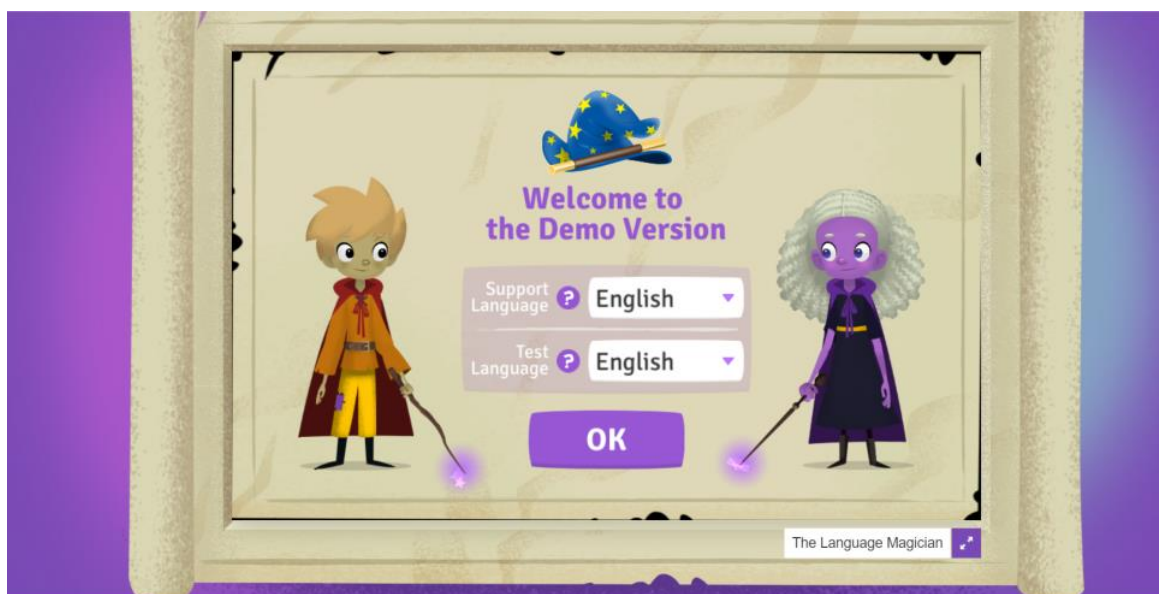 Welcome to
the Demo Version
Support
Language ? English
Test
Language ? English
OK
The Language Magician